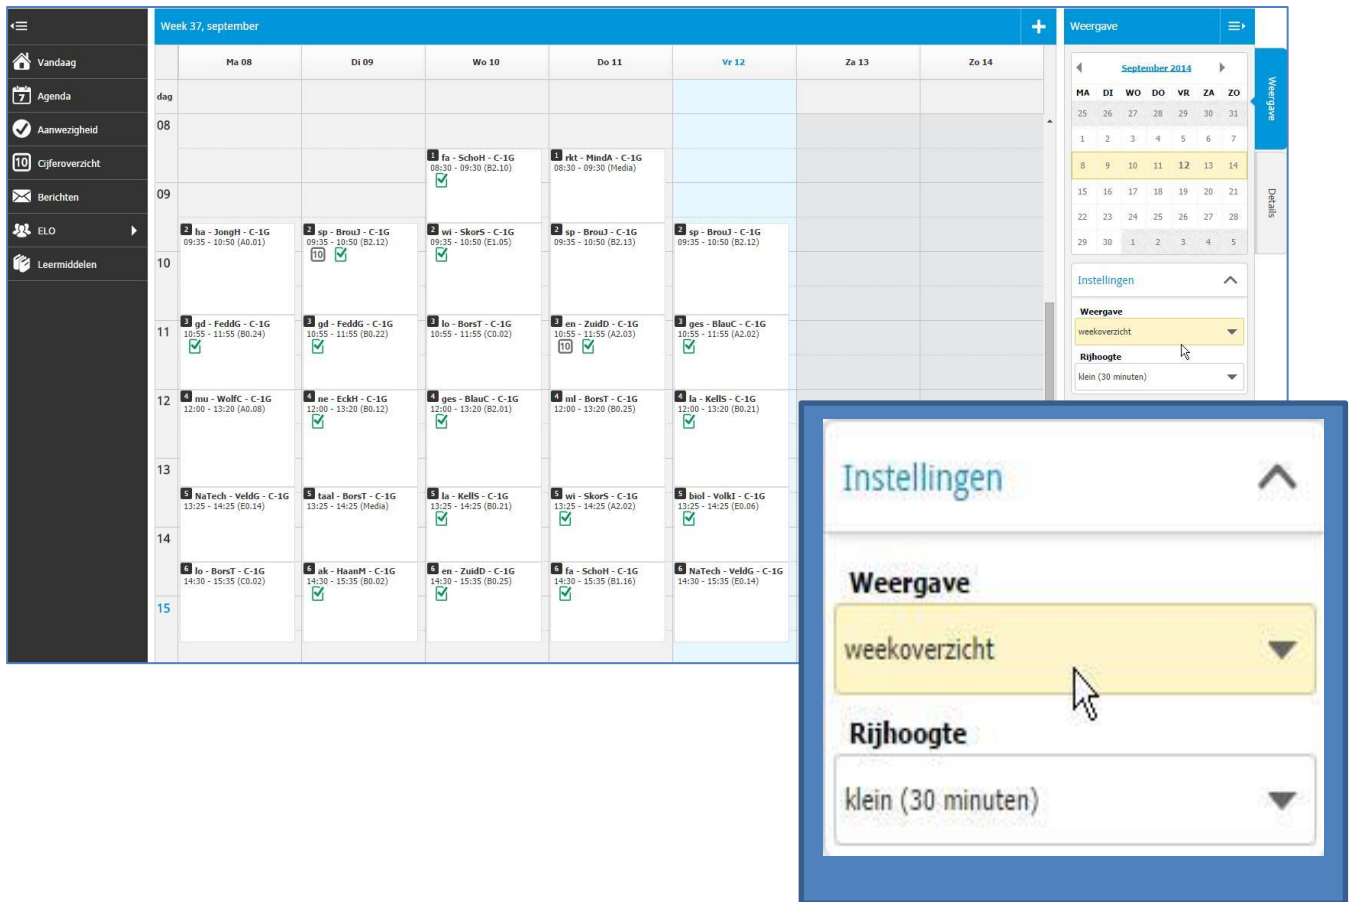 Week 37, september
Weergave
Vandaag
Agenda
Aanwezigheid
Cijferoverzicht
Berichten
ELO
Leermiddelen
7
10
Ma 08
Di 09
Wo 10
Do 11
Vr 12
Za 13
Zo 14
dag
08
09
10
11
12
13
14
15
2 ha - JongH - C-1G
09:35 - 10:50 (A0.01)
3 gd - FeddG - C-1G
10:55 - 11:55 (B0.24)
4 mu - WolfC - C-1G
12:00 - 13:20 (A0.08)
5 NaTech - VeldG - C-1G
13:25 - 14:25 (E0.14)
6 lo - BorsT - C-1G
14:30 - 15:35 (C0.02)
2 sp - BrouJ - C-1G
09:35 - 10:50 (B2.12)
10
3 gd - FeddG - C-1G
10:55 - 11:55 (B0.22)
4 ne - EckH - C-1G
12:00 - 13:20 (B0.12)
5 taal - BorsT - C-1G
13:25 - 14:25 (Media)
6 ak - HaanM - C-1G
14:30 - 15:35 (B0.02)
1 fa - SchoH - C-1G
08:30 - 09:30 (B2.10)
2 wi - SkorS - C-1G
09:35 - 10:50 (E1.05)
3 lo - BorsT - C-1G
10:55 - 11:55 (C0.02)
4 ges - BlauC - C-1G
12:00 - 13:20 (B2.01)
5 la - KellS - C-1G
13:25 - 14:25 (B0.21)
6 en - ZuidD - C-1G
14:30 - 15:35 (B0.25)
1 rkt - MindA - C-1G
08:30 - 09:30 (Media)
2 sp - BrouJ - C-1G
09:35 - 10:50 (B2.13)
3 en - ZuidD - C-1G
10:55 - 11:55 (A2.03)
10
4 ml - BorsT - C-1G
12:00 - 13:20 (B0.25)
5 wi - SkorS - C-1G
13:25 - 14:25 (A2.02)
6 fa - SchoH - C-1G
14:30 - 15:35 (B1.16)
2 sp - BrouJ - C-1G
09:35 - 10:50 (B2.12)
3 ges - BlauC - C-1G
10:55 - 11:55 (A2.02)
4 la - KellS - C-1G
12:00 - 13:20 (B0.21)
5 biol - VolkI - C-1G
13:25 - 14:25 (E0.06)
6 NaTech - VeldG - C-1G
14:30 - 15:35 (E0.14)
September 2014
MA DI WO DO VR ZA ZO
25 26 27 28 29 30 31
1 2 3 4 5 6 7
8 9 10 11 12 13 14
15 16 17 18 19 20 21
22 23 24 25 26 27 28
29 30 1 2 3 4 5
Instellingen
Weergave
weekoverzicht
Rijhoogte
klein (30 minuten)
Weergave
Details
Instellingen
Weergave
weekoverzicht
Rijhoogte
klein (30 minuten)